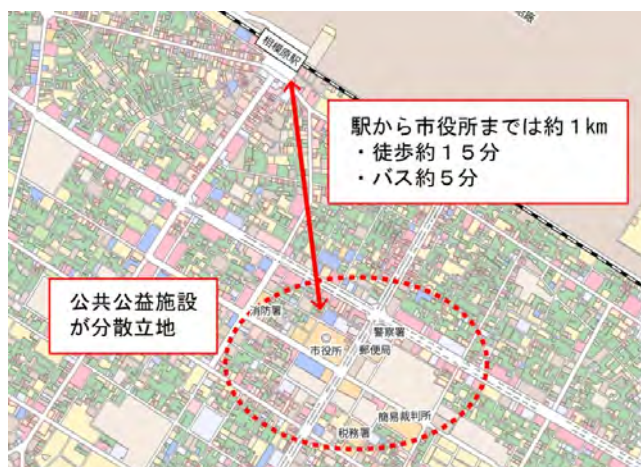 相模原駅
駅から市役所までは約１km
・徒歩約１５分
・バス約５分
公共公益施設
が分散立地
消防署
警察署
市役所
郵便局
簡易裁判所
税務署